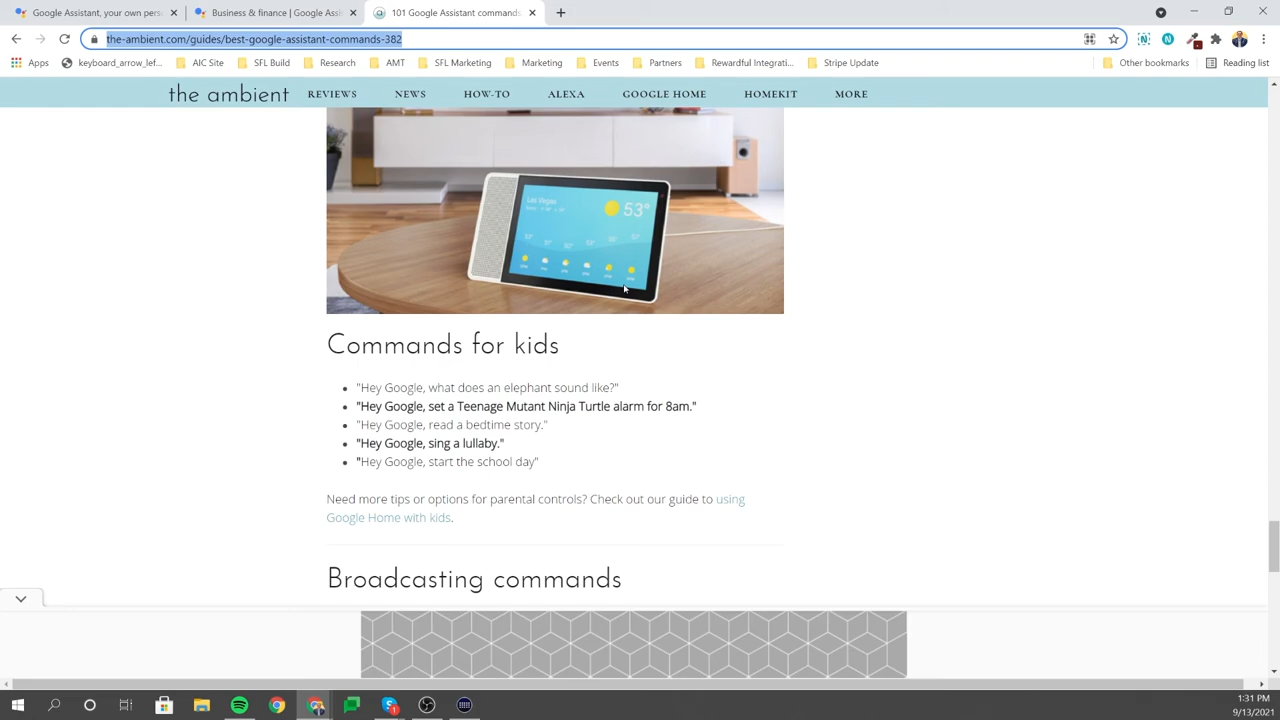 Google Assistant, your own pers
Business & finance | Google Assis
101 Google Assistant commands
the-ambient.com/guides/best-google-assistant-commands-382
Apps
keyboard_arrow_lef...
AIC Site
SFL Build
Research
AMT
SFL Marketing
Marketing
Events
Partners
Rewardful Integrati...
Stripe Update
Other bookmarks
Reading list
the ambient
REVIEWS
NEWS
HOW-TO
ALEXA
GOOGLE HOME
HOMEKIT
MORE
Las Vegas
53°
Commands for kids
"Hey Google, what does an elephant sound like?"
"Hey Google, set a Teenage Mutant Ninja Turtle alarm for 8am."
"Hey Google, read a bedtime story."
"Hey Google, sing a lullaby."
"Hey Google, start the school day"
Need more tips or options for parental controls? Check out our guide to using
Google Home with kids.
Broadcasting commands
1:31 PM
9/13/2021